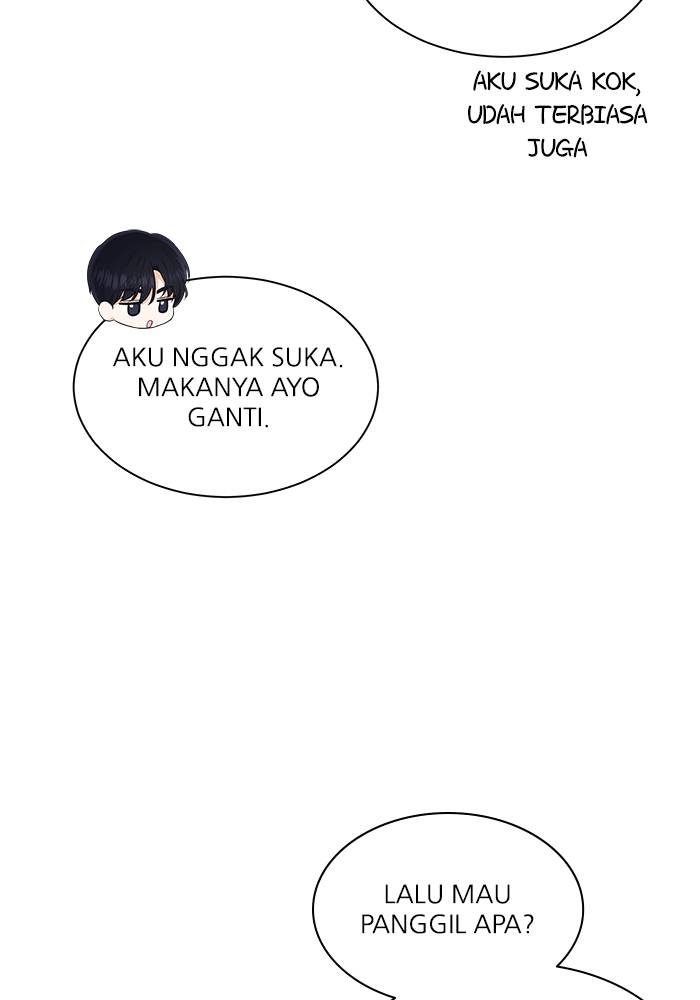 AKU SUKA KOK,
UDAH TERBIASA
JUGA
AKU NGGAK SUKA.
MAKANYA AYO
GANTI.
LALU MAU
PANGGIL APA?